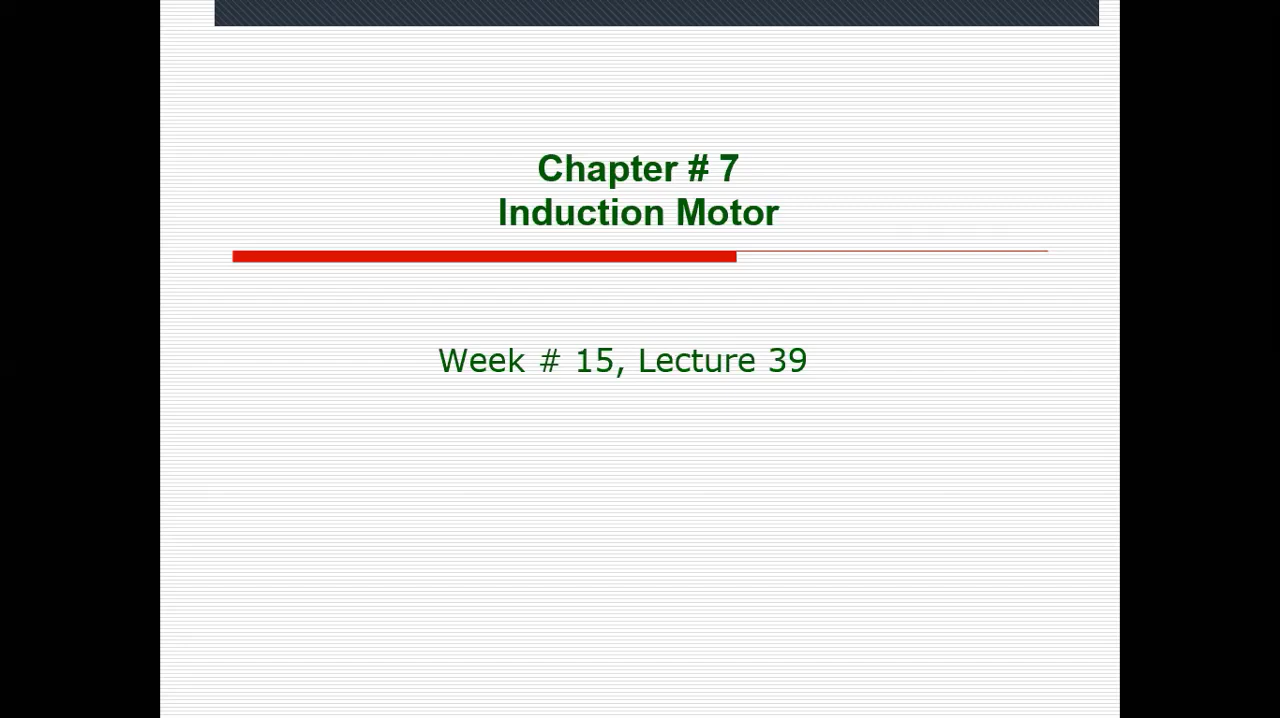 Chapter # 7
Induction Motor
Week # 15, Lecture 39